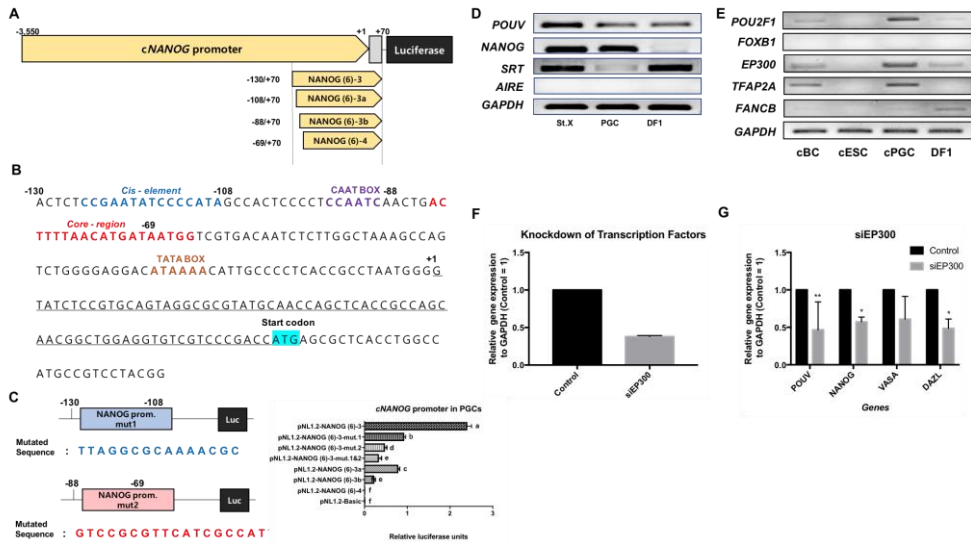 A
-3,550
+1
+70
cNANOG promoter
Luciferase
-130/+70
NANOG (6)-3
-108/+70
NANOG (6)-3a
-88/+70
NANOG (6)-3b
-69/+70
NANOG (6)-4
B
-130
Cis - element
-108
CAAT BOX
-88
ACTCTCCGAATATCCCCATAGCCACTCCCCTCCAATCAACTGAC
Core - region
-69
TTTTAACATGATAATGGTCGTGACAATCTCTTGGCTAAAGCCAG
TATA BOX
+1
TCTGGGGAGGACATAAAACATTGCCCCTCACCGCCTAATGGGG
TATCTCCGTGCAGTAGGCGCGTATGCAACCAGCTCACCGCCAGC
Start codon
AACGGCTGGAGGTGTCGTCCCGACCATGAGCGCTCACCTGGCC
ATGCCGTCCTACGG
C
-130
-108
NANOG prom.
mut1
Luc
Mutated
Sequence : TTAGGCGCAAAACGC
-88
-69
NANOG prom.
mut2
Luc
Mutated
Sequence : GTCCGCGTTCATCGCCAT
cNANOG promoter in PGCs
pNL1.2-NANOG (6)-3
a
pNL1.2-NANOG (6)-3-mut.1
b
pNL1.2-NANOG (6)-3-mut.2
d
pNL1.2-NANOG (6)-3-mut.1&2
e
pNL1.2-NANOG (6)-3a
c
pNL1.2-NANOG (6)-3b
e
pNL1.2-NANOG (6)-4
f
pNL1.2-Basic
f
0 1 2 3
Relative luciferase units
D
POUV
NANOG
SRT
AIRE
GAPDH
St.X PGC DF1
E
POU2F1
FOXB1
EP300
TFAP2A
FANCB
GAPDH
cBC cESC cPGC DF1
F
Knockdown of Transcription Factors
Relative gene expression
to GAPDH (Control = 1)
1.5
1.0
0.5
0.0
Control
siEP300
G
siEP300
Control
siEP300
Relative gene expression
to GAPDH (Control = 1)
1.5
1.0
0.5
0.0
**
*
*
POUV
NANOG
VASA
DAZL
Genes